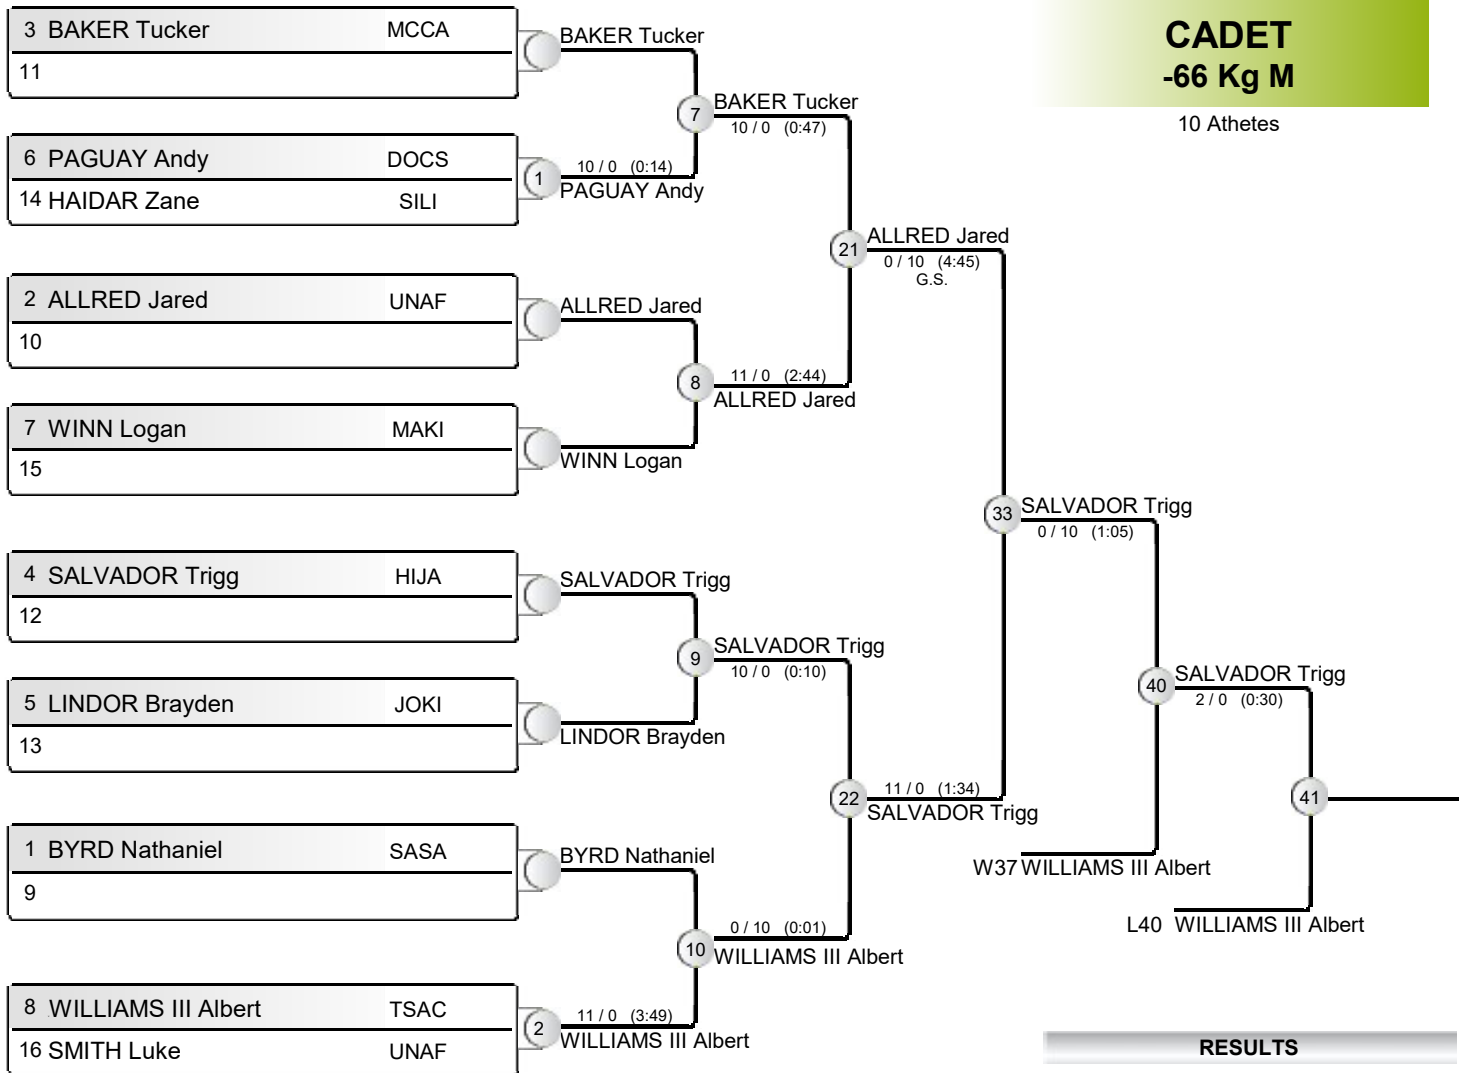 CADET
-66 Kg M
10 Athetes
3 BAKER Tucker MCCA
11
6 PAGUAY Andy DOCS
14 HAIDAR Zane SILI
2 ALLRED Jared UNAF
10
7 WINN Logan MAKI
15
4 SALVADOR Trigg HIJA
12
5 LINDOR Brayden JOKI
13
1 BYRD Nathaniel SASA
9
8 WILLIAMS III Albert TSAC
16 SMITH Luke UNAF
BAKER Tucker
1
10 / 0 (0:14)
PAGUAY Andy
ALLRED Jared
WINN Logan
SALVADOR Trigg
LINDOR Brayden
BYRD Nathaniel
2
11 / 0 (3:49)
WILLIAMS III Albert
7
BAKER Tucker
10 / 0 (0:47)
8
11 / 0 (2:44)
ALLRED Jared
9
SALVADOR Trigg
10 / 0 (0:10)
10
0 / 10 (0:01)
WILLIAMS III Albert
21
ALLRED Jared
0 / 10 (4:45)
G.S.
22
11 / 0 (1:34)
SALVADOR Trigg
33
SALVADOR Trigg
0 / 10 (1:05)
W37 WILLIAMS III Albert
40
SALVADOR Trigg
2 / 0 (0:30)
L40 WILLIAMS III Albert
41
RESULTS